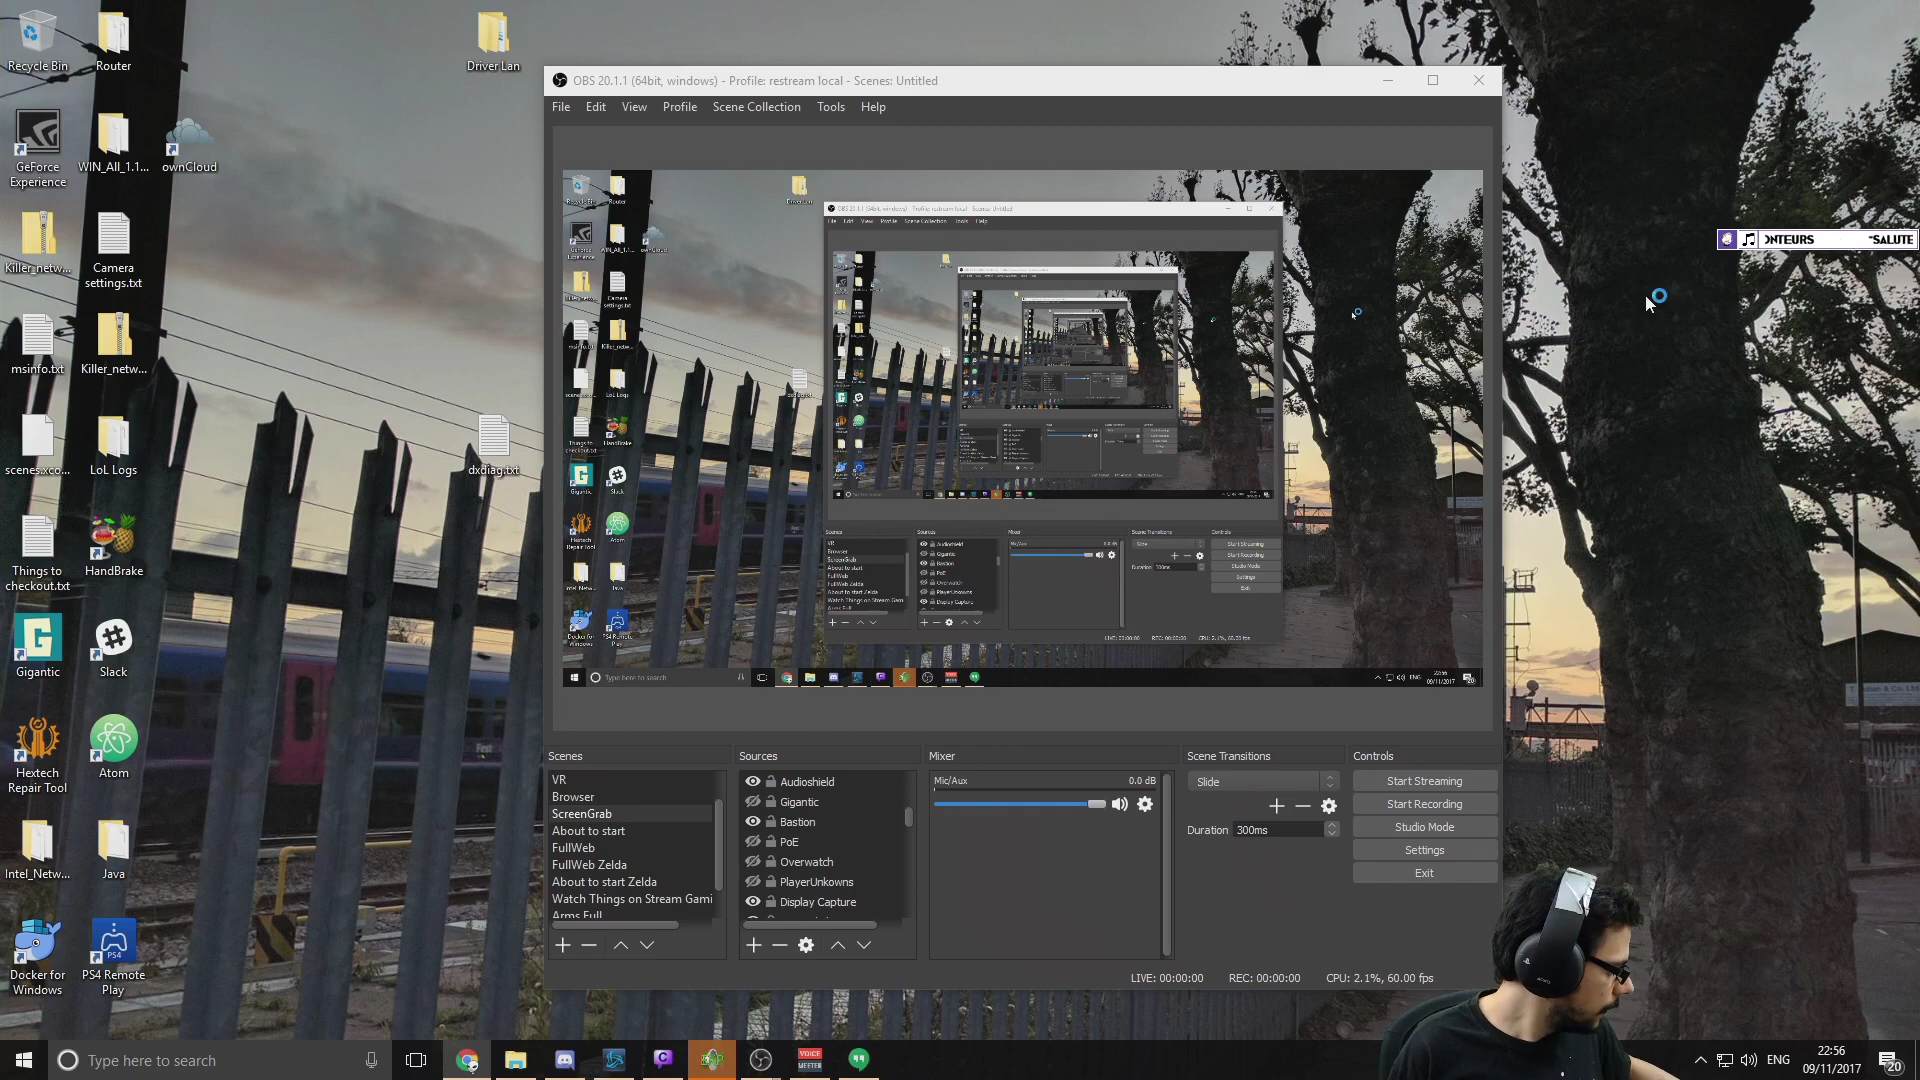 Recycle Bin
Router
Driver Lan
GeForce Experience
WIN_All_1.1...
ownCloud
Killer_netw...
Camera settings.txt
msinfo.txt
Killer_netw...
scenes.xco...
LoL Logs
dxdiag.txt
Things to checkout.txt
HandBrake
Gigantic
Slack
Hextech Repair Tool
Atom
Intel_Netw...
Java
Docker for Windows
PS4 Remote Play
OBS 20.1.1 (64bit, windows) - Profile: restream local - Scenes: Untitled
File Edit View Profile Scene Collection Tools Help
ONTEURS "SALUTE
Scenes
VR
Browser
ScreenGrab
About to start
FullWeb
FullWeb Zelda
About to start Zelda
Watch Things on Stream Gami
Arms Full
Sources
Audioshield
Gigantic
Bastion
PoE
Overwatch
PlayerUnkowns
Display Capture
Mixer
Mic/Aux 0.0 dB
Scene Transitions
Slide
Duration 300ms
Controls
Start Streaming
Start Recording
Studio Mode
Settings
Exit
LIVE: 00:00:00 REC: 00:00:00 CPU: 2.1%, 60.00 fps
Type here to search
VOICE
MEETER
ENG
22:56
09/11/2017
20